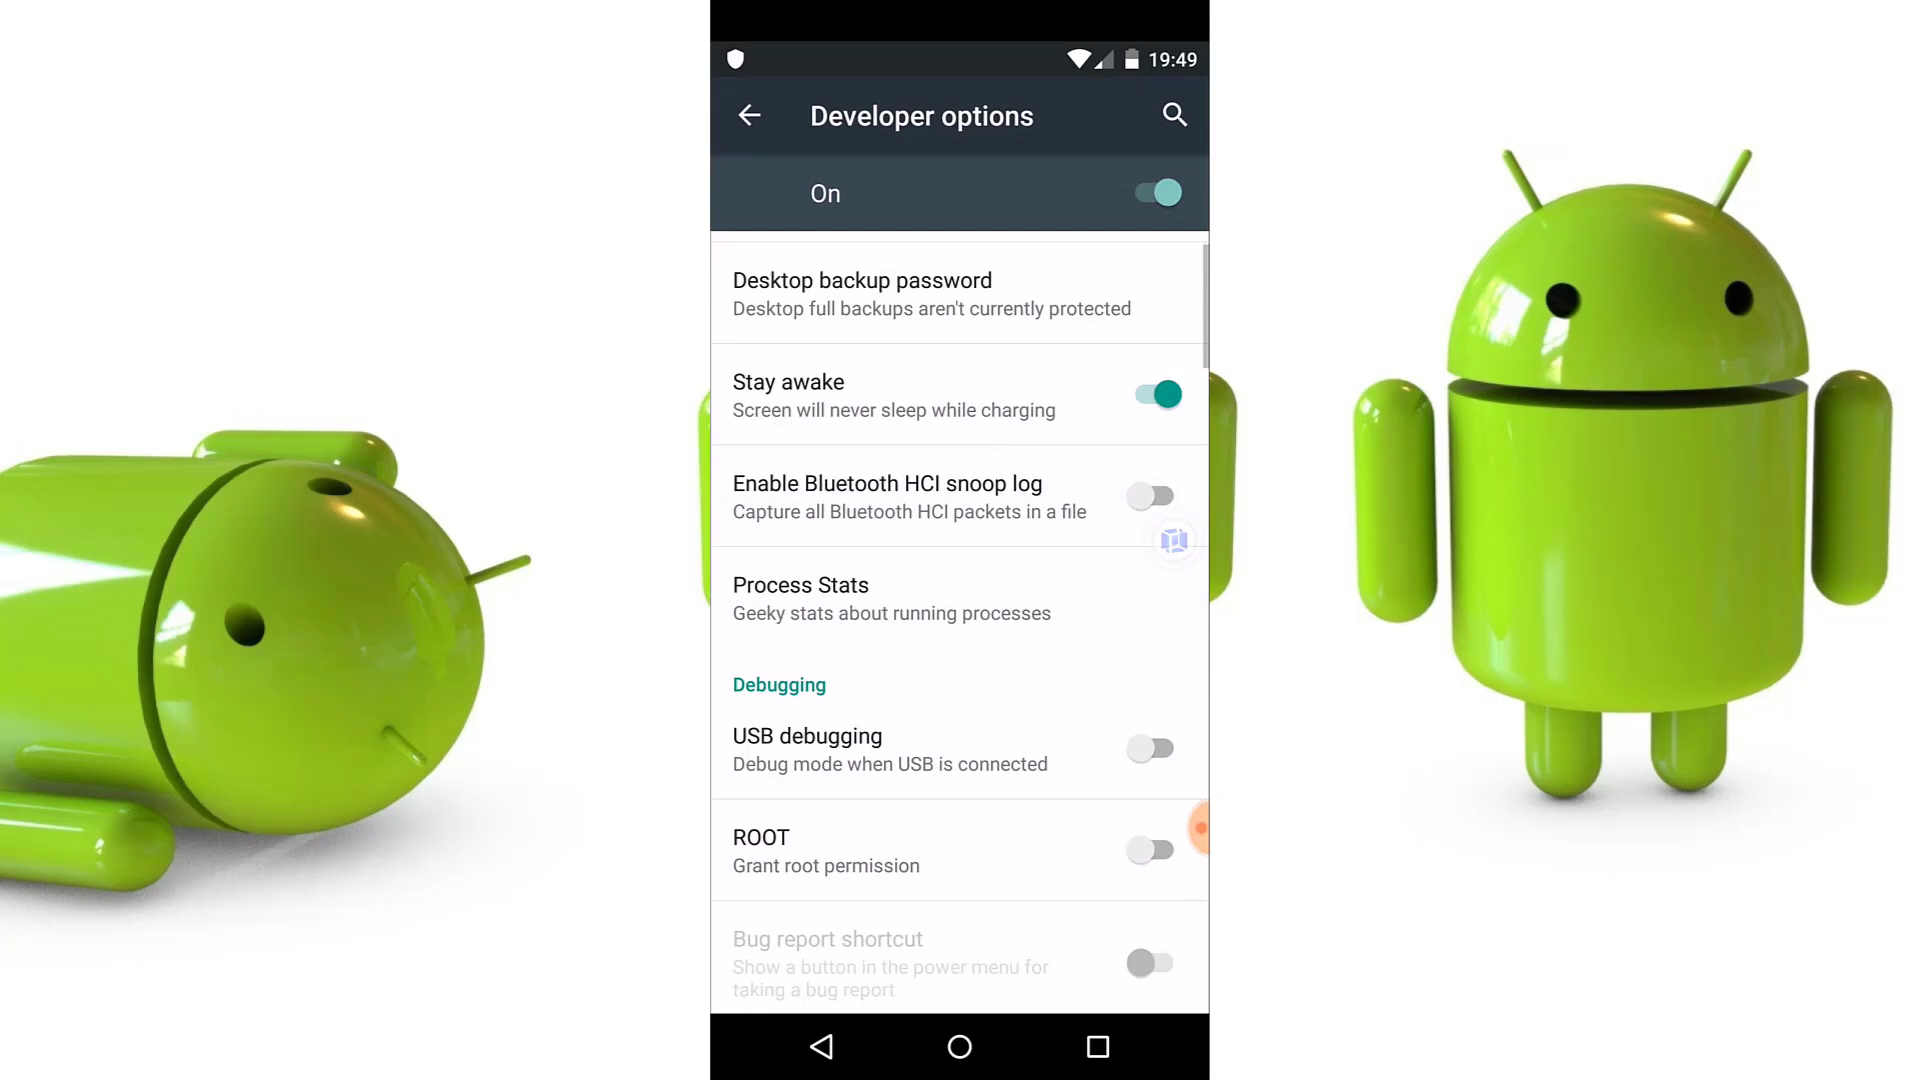 19:49
Developer options
On
Desktop backup password
Desktop full backups aren't currently protected
Stay awake
Screen will never sleep while charging
Enable Bluetooth HCI snoop log
Capture all Bluetooth HCI packets in a file
Process Stats
Geeky stats about running processes
Debugging
USB debugging
Debug mode when USB is connected
ROOT
Grant root permission
Bug report shortcut
Show a button in the power menu for
taking a bug report